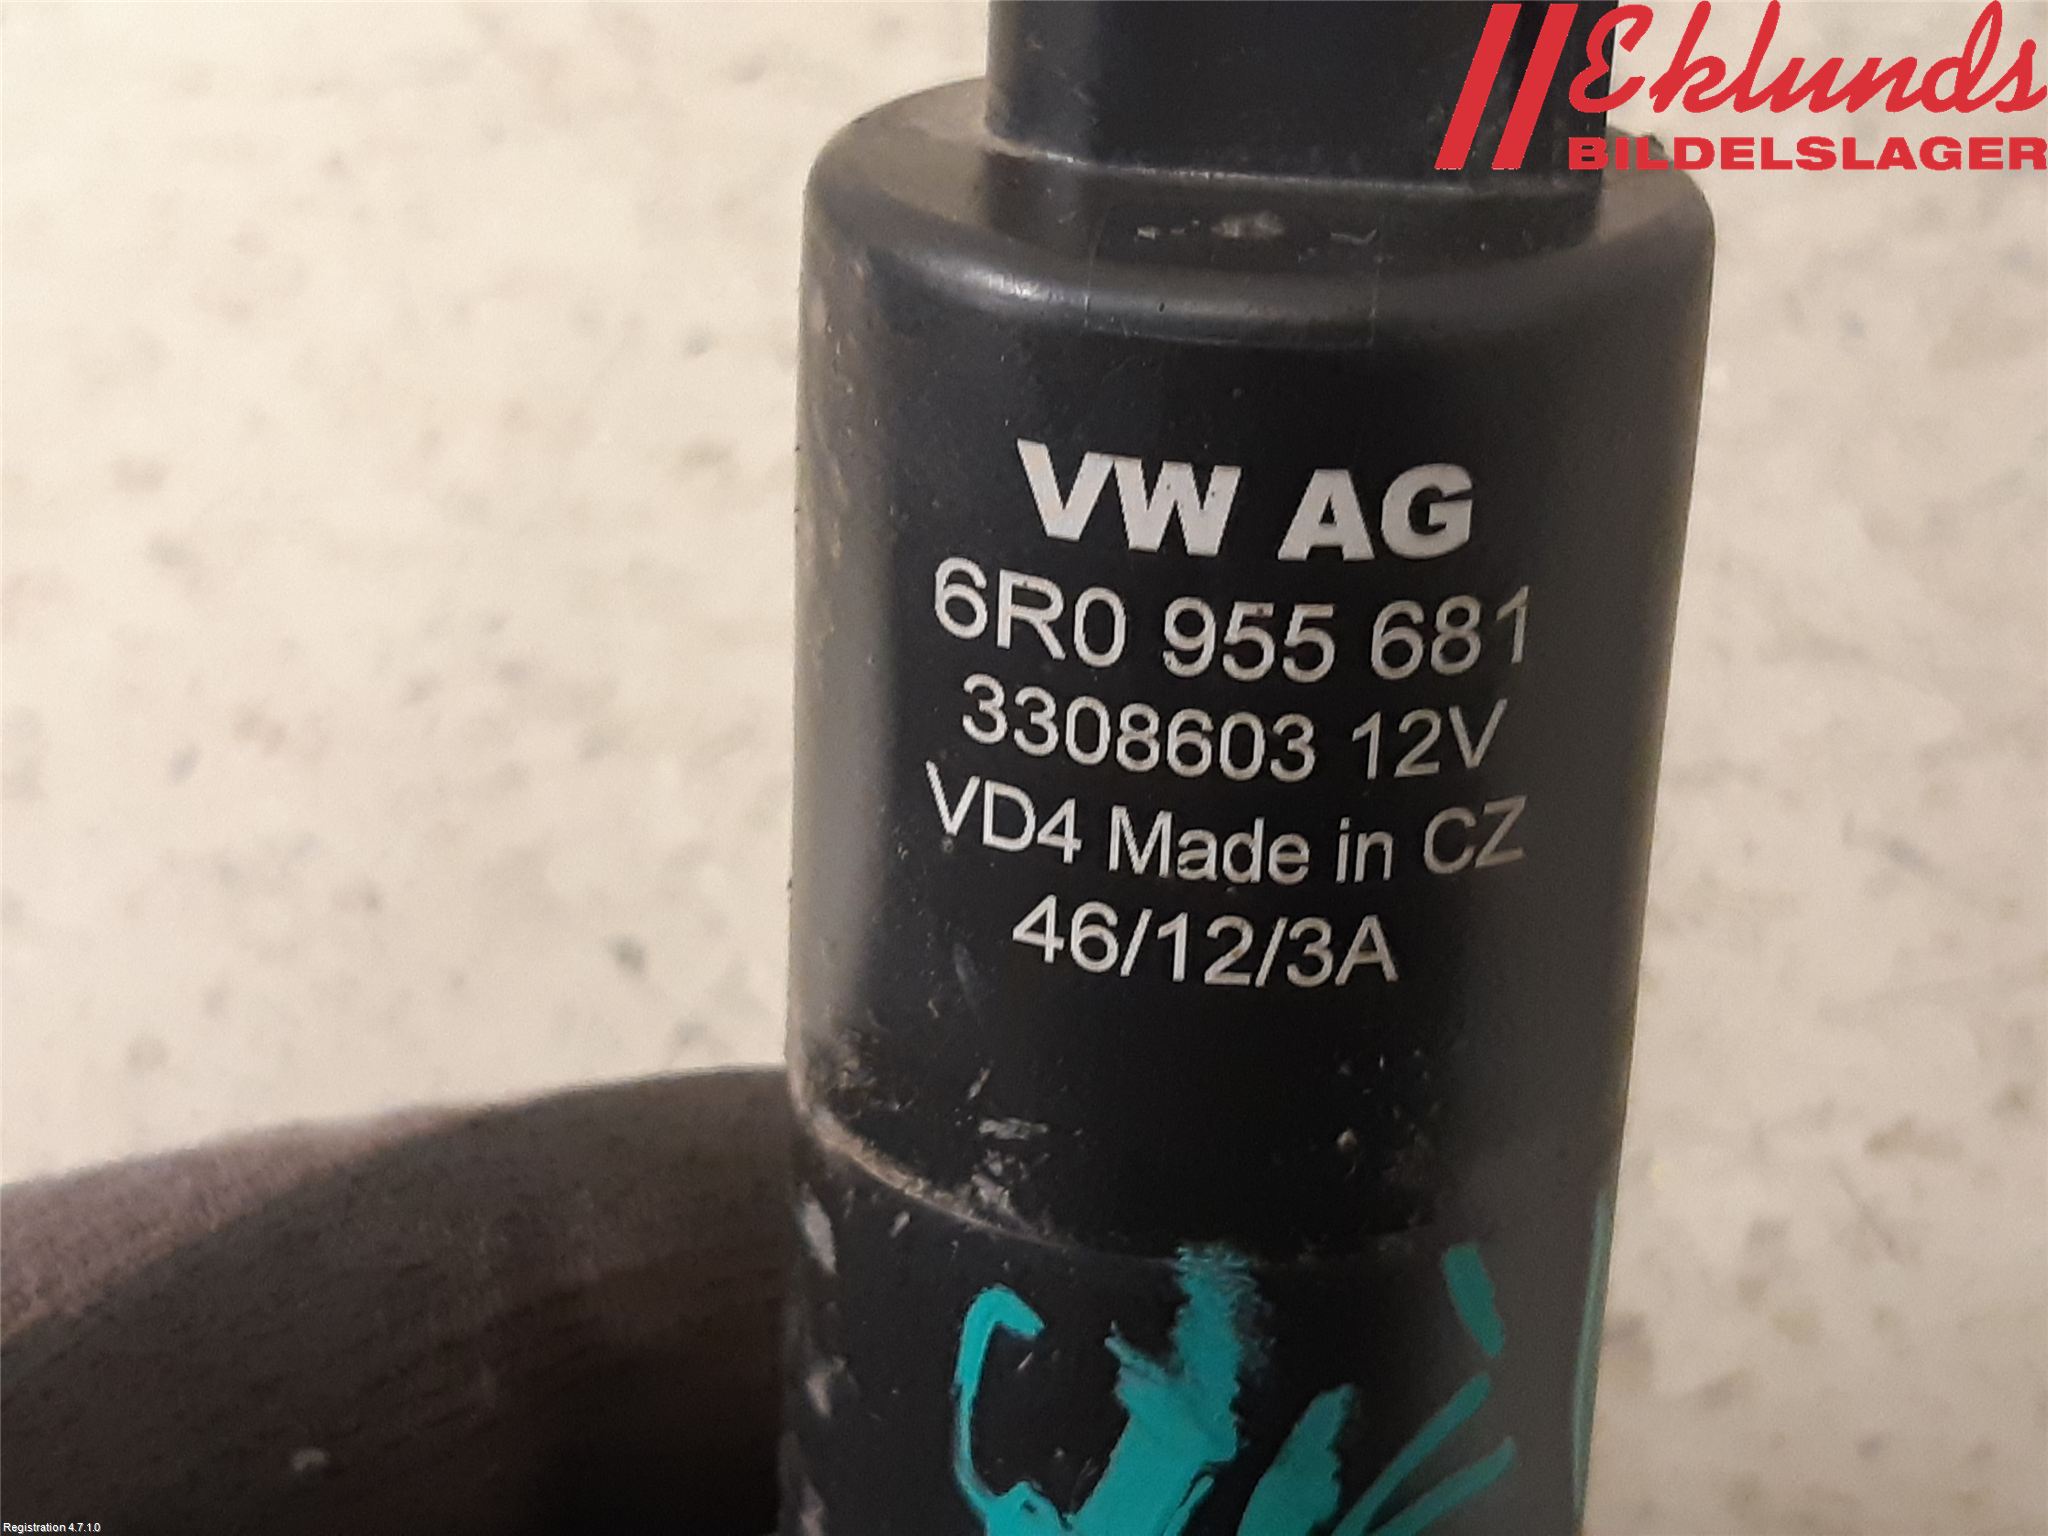 Eklunds
BILDELSLAGER
VW AG
6R0 955 681
3308603 12V
VD4 Made in CZ
46/12/3A
Registration 4.7.1.0